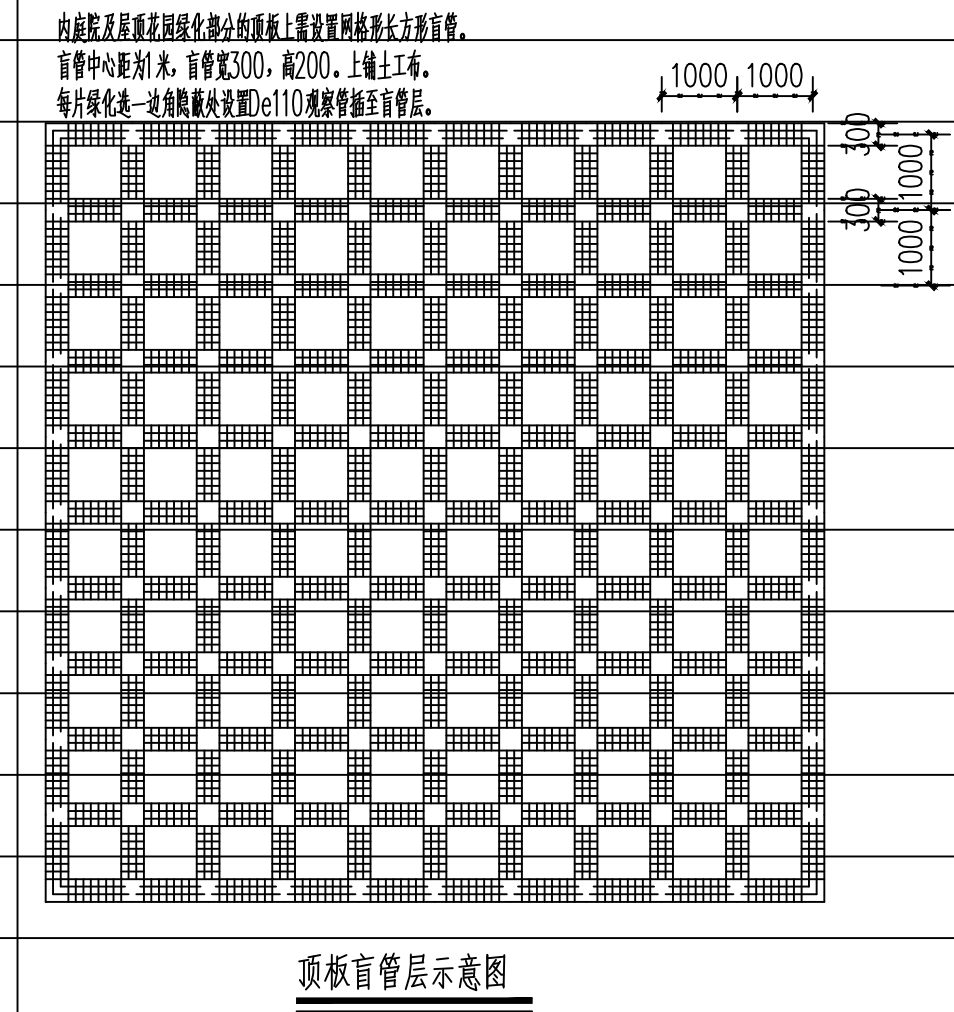 内庭院及屋顶花园绿化部分的顶板上需设置网格形长方形盲管。
盲管中心距为1米，盲管宽300，高200。上铺土工布。
每片绿化选一边角隐蔽处设置De110观察管插至盲管层。
1000 1000
300
1000
300
1000
顶板盲管层示意图